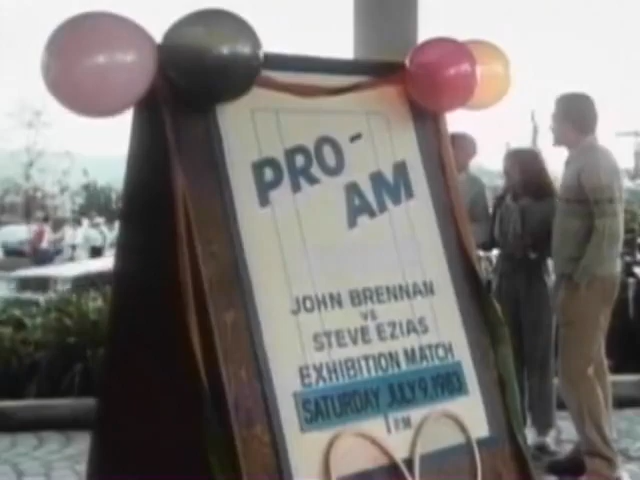 PRO-
AM
JOHN BRENNAN
VS
STEVE EZIAS
EXHIBITION MATCH
SATURDAY, JULY 9, 1983
1 PM